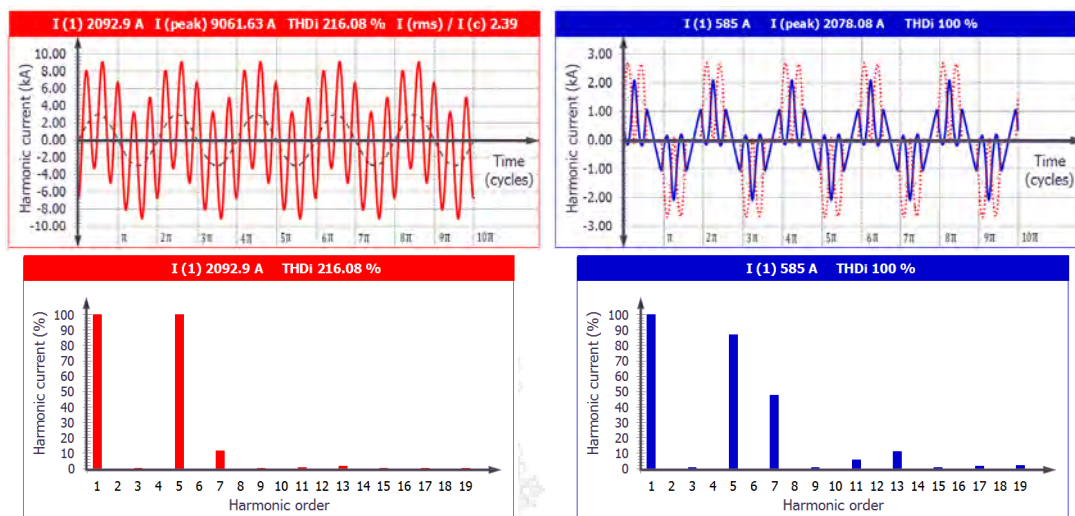 I (1) 2092.9 A I (peak) 9061.63 A THDi 216.08 % I (rms) / I (c) 2.39
Harmonic current (kA)
10.00
8.00
6.00
4.00
2.00
0.00
-2.00
-4.00
-6.00
-8.00
-10.00
π 2π 3π 4π 5π 6π 7π 8π 9π 10π
Time
(cycles)
I (1) 585 A I (peak) 2078.08 A THDi 100 %
Harmonic current (kA)
3.00
2.00
1.00
0.00
-1.00
-2.00
-3.00
π 2π 3π 4π 5π 6π 7π 8π 9π 10π
Time
(cycles)
I (1) 2092.9 A THDi 216.08 %
Harmonic current (%)
100
90
80
70
60
50
40
30
20
10
0
1 2 3 4 5 6 7 8 9 10 11 12 13 14 15 16 17 18 19
Harmonic order
I (1) 585 A THDi 100 %
Harmonic current (%)
100
90
80
70
60
50
40
30
20
10
0
1 2 3 4 5 6 7 8 9 10 11 12 13 14 15 16 17 18 19
Harmonic order